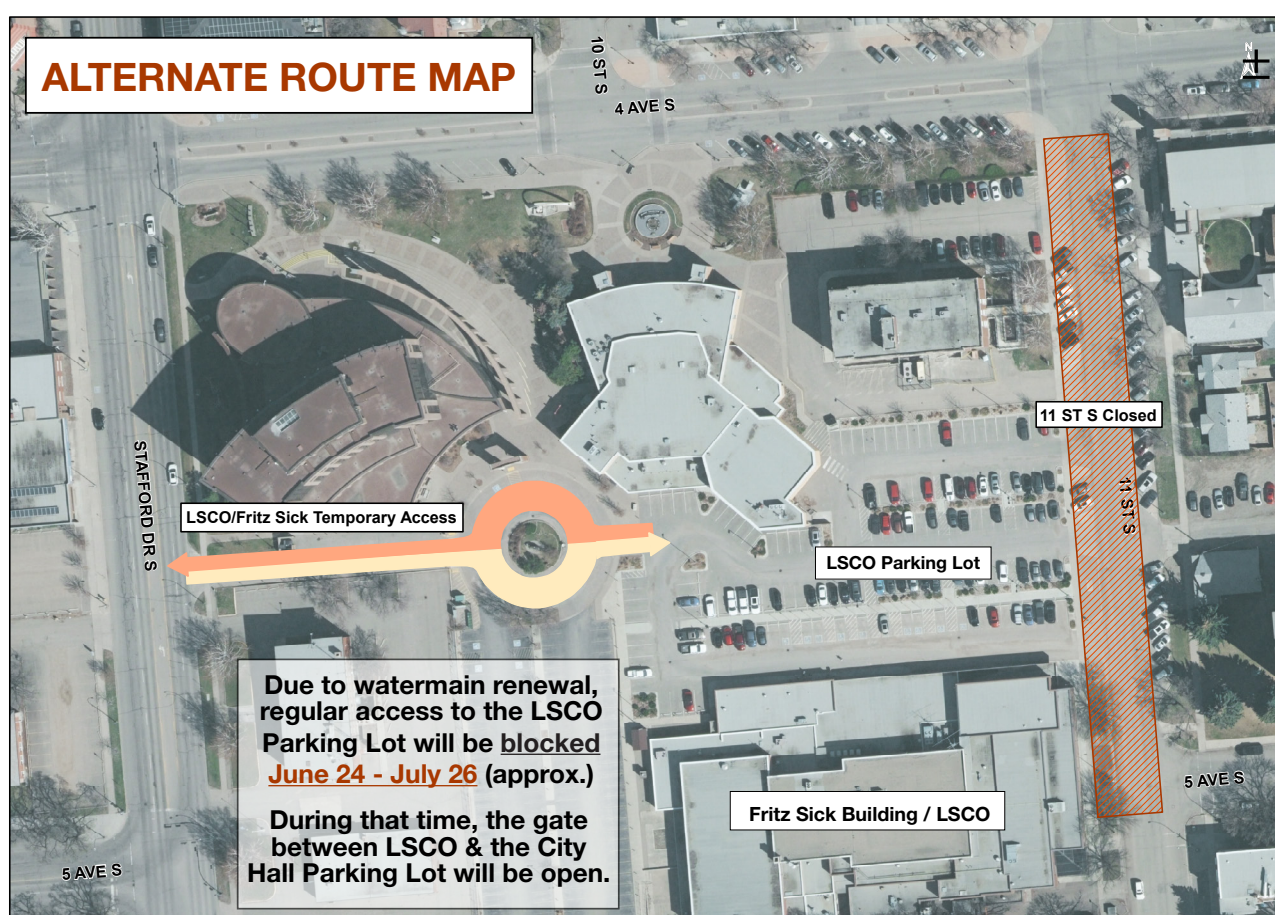 ALTERNATE ROUTE MAP
10 ST S
4 AVE S
N
11 ST S Closed
11 ST S
STAFFORD DR S
LSCO/Fritz Sick Temporary Access
LSCO Parking Lot
Due to watermain renewal,
regular access to the LSCO
Parking Lot will be blocked
June 24 - July 26 (approx.)
During that time, the gate
between LSCO & the City
Hall Parking Lot will be open.
Fritz Sick Building / LSCO
5 AVE S
5 AVE S